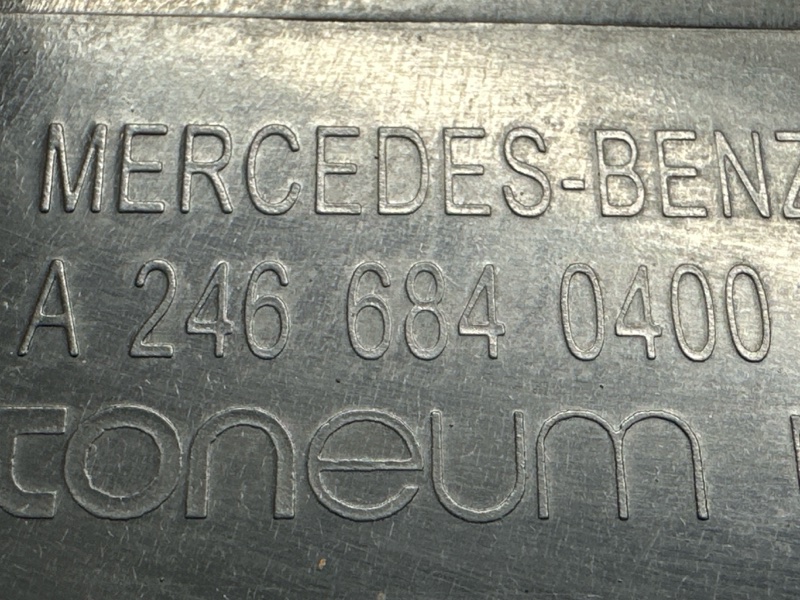 MERCEDES-BENZ
A 246 684 0400
toneum